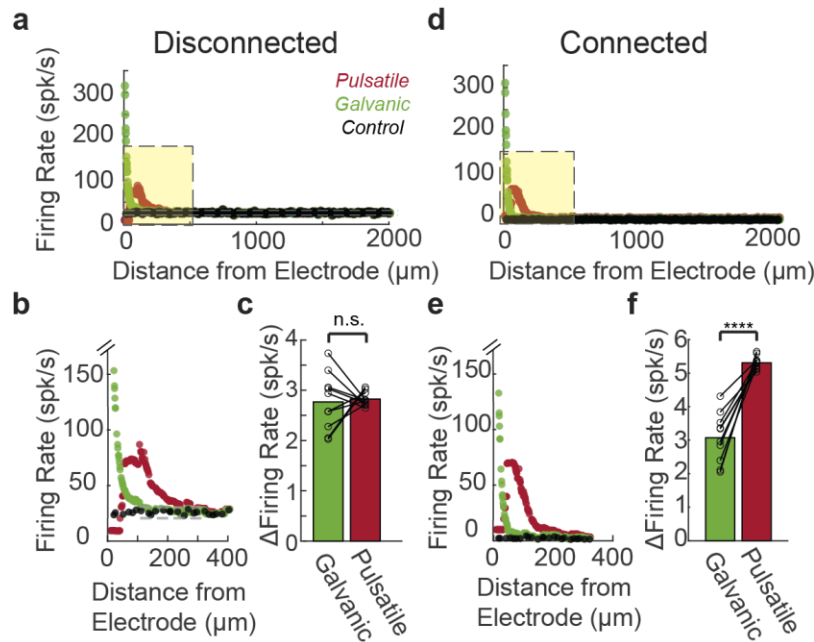 a
Disconnected
Pulsatile
Galvanic
Control
Firing Rate (spk/s)
300
200
100
0
0
1000
2000
Distance from Electrode (µm)
d
Connected
300
200
100
0
0
1000
2000
Distance from Electrode (µm)
b
Firing Rate (spk/s)
150
100
50
0
0
200
400
Distance from
Electrode (µm)
c
n.s.
ΔFiring Rate (spk/s)
4
3
2
1
0
Galvanic
Pulsatile
e
Firing Rate (spk/s)
150
100
50
0
0
200
400
Distance from
Electrode (µm)
f
****
ΔFiring Rate (spk/s)
6
5
4
3
2
1
0
Galvanic
Pulsatile